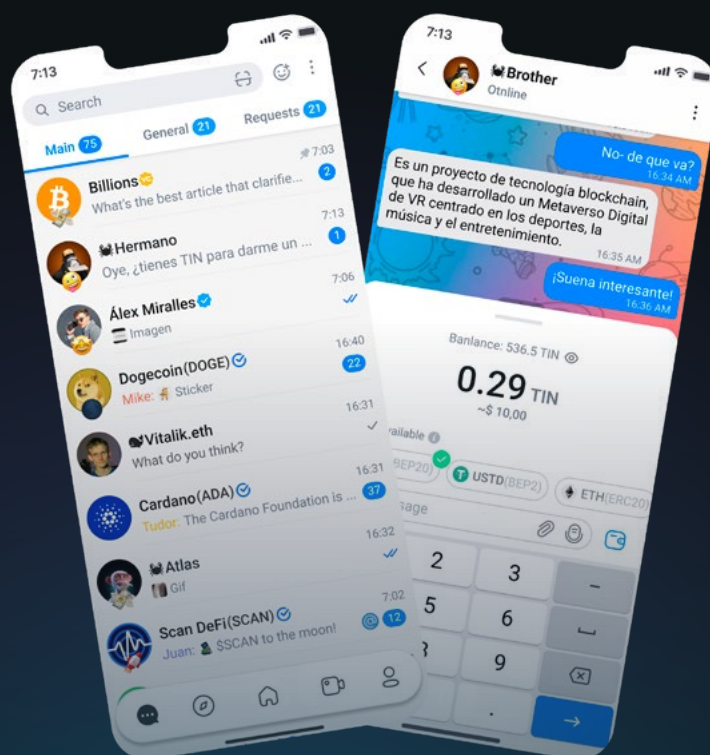 7:13
Search
Main 75
General 21
Requests 21
Billions
7:03
What's the best article that clarifie...
2
Hermano
7:13
Oye, ¿tienes TIN para darme un ...
1
Álex Miralles
7:06
Imagen
Dogecoin(DOGE)
16:40
Mike: Sticker
22
Vitalik.eth
16:31
What do you think?
Cardano(ADA)
16:31
Tudor: The Cardano Foundation is ...
37
Atlas
16:32
Gif
Scan DeFi(SCAN)
7:02
Juan: $SCAN to the moon!
@ 12
7:13
Brother
Otnline
No- de que va?
16:34 AM
Es un proyecto de tecnología blockchain,
que ha desarrollado un Metaverso Digital
de VR centrado en los deportes, la
música y el entretenimiento.
16:35 AM
¡Suena interesante!
16:36 AM
Banlance: 536.5 TIN
0.29 TIN
~$ 10,00
ailable
BEP20)
USTD(BEP2)
ETH(ERC20)
sage
2
3
–
5
6
9
.